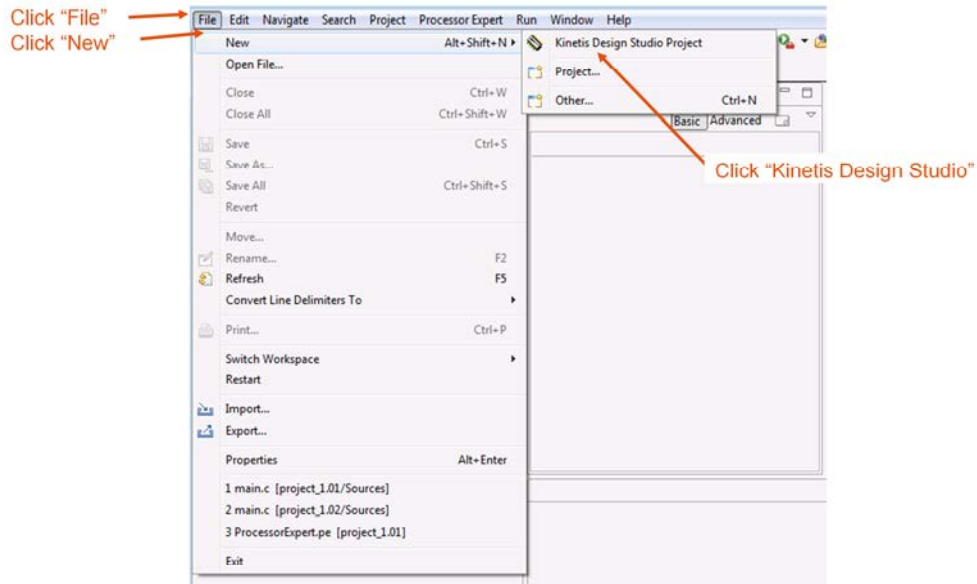 Click “File”
Click “New”
File Edit Navigate Search Project Processor Expert Run Window Help
New Alt+Shift+N
Open File...
Close Ctrl+W
Close All Ctrl+Shift+W
Save Ctrl+S
Save As...
Save All Ctrl+Shift+S
Revert
Move...
Rename... F2
Refresh F5
Convert Line Delimiters To
Print... Ctrl+P
Switch Workspace
Restart
Import...
Export...
Properties Alt+Enter
1 main.c [project_1.01/Sources]
2 main.c [project_1.02/Sources]
3 ProcessorExpert.pe [project_1.01]
Exit
Kinetis Design Studio Project
Project...
Other... Ctrl+N
Basic Advanced
Click “Kinetis Design Studio”